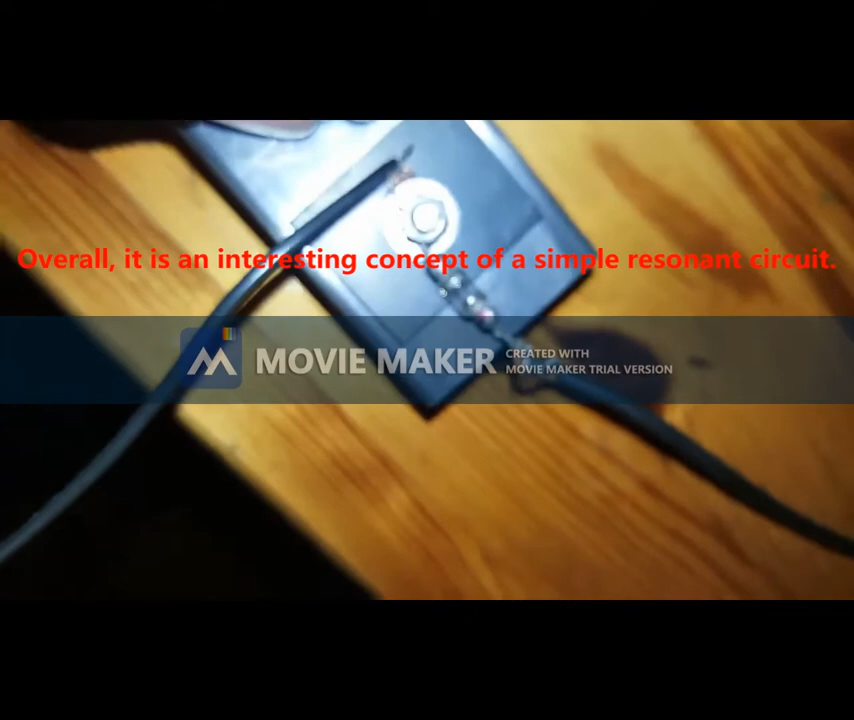 Overall, it is an interesting concept of a simple resonant circuit.
MOVIE MAKER
CREATED WITH
MOVIE MAKER TRIAL VERSION